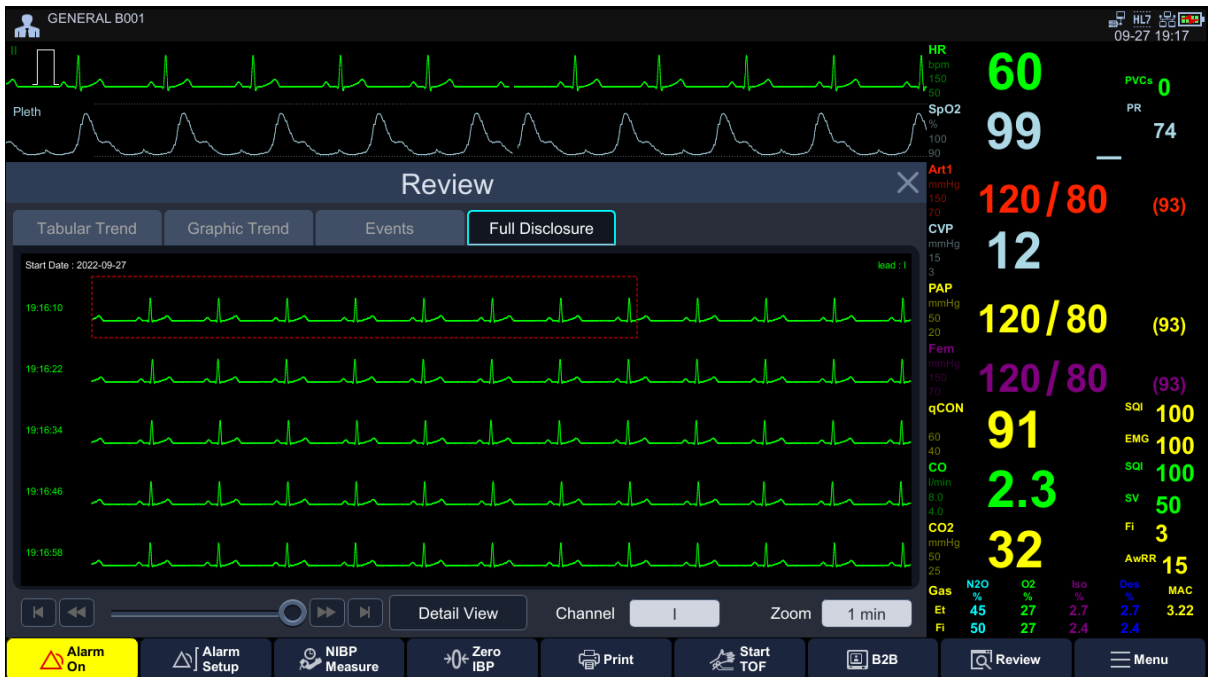 GENERAL B001
HL7
09-27 19:17
II
Pleth
HR
bpm
150
50
60
PVCs 0
SpO2
%
100
90
99
PR
74
Art1
mmHg
150
70
120/80 (93)
CVP
mmHg
15
3
12
PAP
mmHg
50
20
120/80 (93)
Fem
mmHg
150
70
120/80 (93)
qCON
60
40
91
SQI 100
EMG 100
CO
l/min
8.0
4.0
2.3
SQI 100
SV 50
CO2
mmHg
50
25
32
Fi 3
AwRR 15
Gas N2O O2 Iso Des MAC
% % % %
Et 45 27 2.7 2.7 3.22
Fi 50 27 2.4 2.4
Review
Tabular Trend Graphic Trend Events Full Disclosure
Start Date : 2022-09-27 lead : I
19:16:10
19:16:22
19:16:34
19:16:46
19:16:58
Detail View Channel I Zoom 1 min
Alarm On
Alarm Setup
NIBP Measure
Zero IBP
Print
Start TOF
B2B
Review
Menu